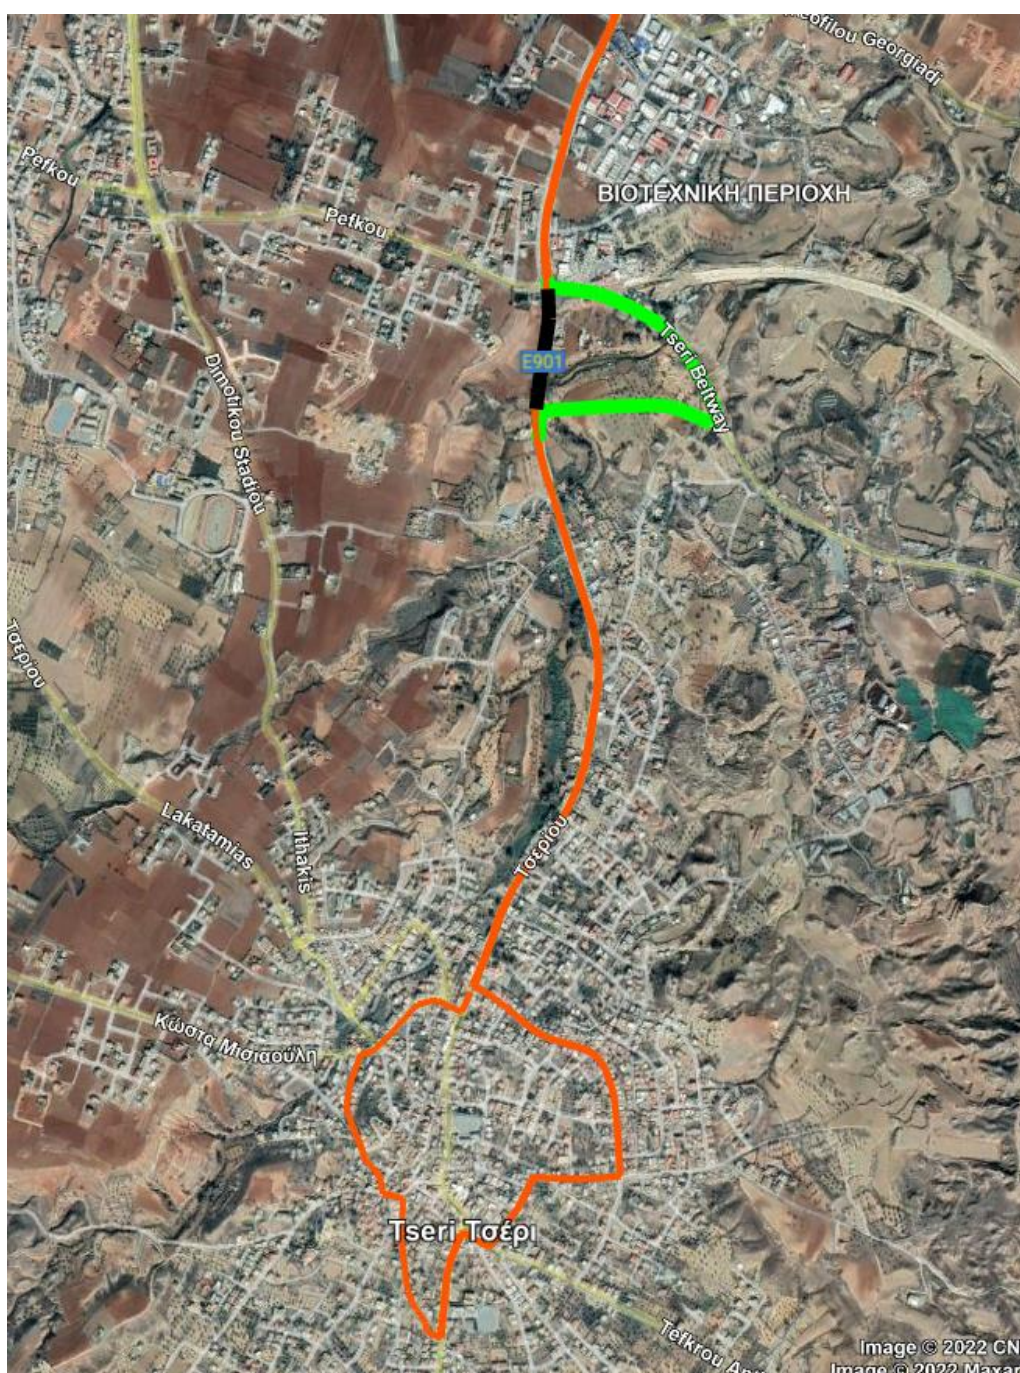 Georgiadi
Pefkou
ΒΙΟΤΕΧΝΙΚΗ ΠΕΡΙΟΧΗ
Pefkou
Tseri Beltway
E901
Dimotikou Stadiou
Τσερίου
Lakatamias
Ithakis
Τσερίου
Κώστα Μισιαούλη
Tseri Τσέρι
Tefkrou
Image © 2022 CN
Image © 2022 Maxar